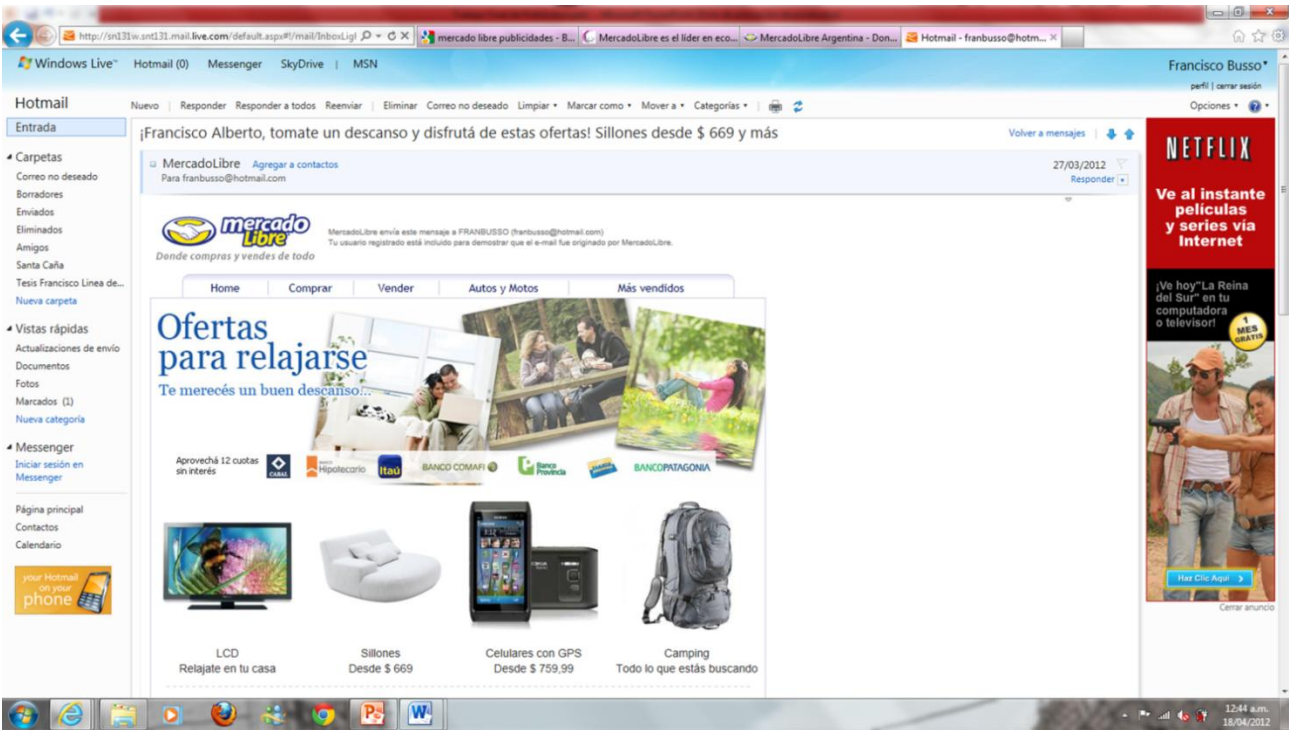 http://sn131w.snt131.mail.live.com/default.aspx#!/mail/InboxLigl
mercado libre publicidades - B...
MercadoLibre es el líder en eco...
MercadoLibre Argentina - Don...
Hotmail - franbusso@hotm...
Windows Live™ Hotmail (0) Messenger SkyDrive | MSN
Francisco Busso
perfil | cerrar sesión
Hotmail
Nuevo | Responder Responder a todos Reenviar | Eliminar Correo no deseado Limpiar Marcar como Mover a Categorías
Opciones
Entrada
Carpetas
Correo no deseado
Borradores
Enviados
Eliminados
Amigos
Santa Caña
Tesis Francisco Linea de...
Nueva carpeta
Vistas rápidas
Actualizaciones de envío
Documentos
Fotos
Marcados (1)
Nueva categoría
Messenger
Iniciar sesión en
Messenger
Página principal
Contactos
Calendario
your Hotmail
on your
phone
¡Francisco Alberto, tomate un descanso y disfrutá de estas ofertas! Sillones desde $ 669 y más
Volver a mensajes
MercadoLibre Agregar a contactos
27/03/2012
Para franbusso@hotmail.com
Responder
mercado
Libre
Donde compras y vendes de todo
MercadoLibre envía este mensaje a FRANBUSSO (franbusso@hotmail.com)
Tu usuario registrado está incluido para demostrar que el e-mail fue originado por MercadoLibre.
Home Comprar Vender Autos y Motos Más vendidos
Ofertas
para relajarse
Te merecés un buen descanso...
Aprovechá 12 cuotas
sin interés
CABAL
BANCO
Hipotecario
Itaú
BANCO COMAFI
Banco
Provincia
BANCOPATAGONIA
LCD
Relajate en tu casa
Sillones
Desde $ 669
Celulares con GPS
Desde $ 759,99
Camping
Todo lo que estás buscando
NETFLIX
Ve al instante
películas
y series vía
Internet
¡Ve hoy"La Reina
del Sur" en tu
computadora
o televisor!
1
MES
GRATIS
Haz Clic Aquí
Cerrar anuncio
12:44 a.m.
18/04/2012